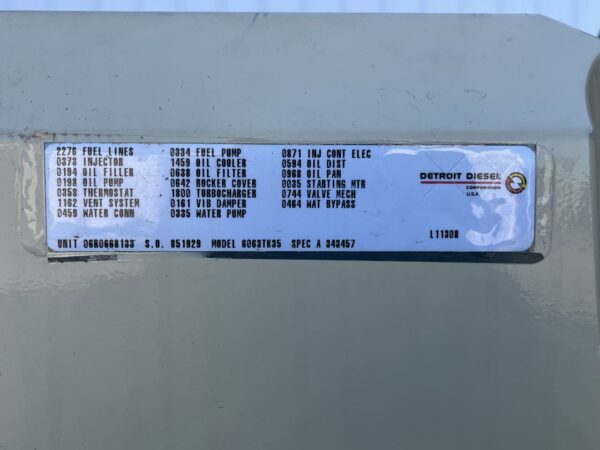 2276 FUEL LINES 0334 FUEL PUMP 0871 INJ CONT ELEC
0373 INJECTOR 1459 OIL COOLER 0594 OIL DIST
0194 OIL FILLER 0638 OIL FILTER 0968 OIL PAN
0198 OIL PUMP 0642 ROCKER COVER 0035 STARTING MTR
0358 THERMOSTAT 1800 TURBOCHARGER 0744 VALVE MECH
1162 VENT SYSTEM 0161 VIB DAMPER 0464 WAT BYPASS
0459 WATER CONN 0335 WATER PUMP
DETROIT DIESEL
CORPORATION
U.S.A
L11308
UNIT 06R0668133 S.O. 851929 MODEL 6063TK35 SPEC A 343457